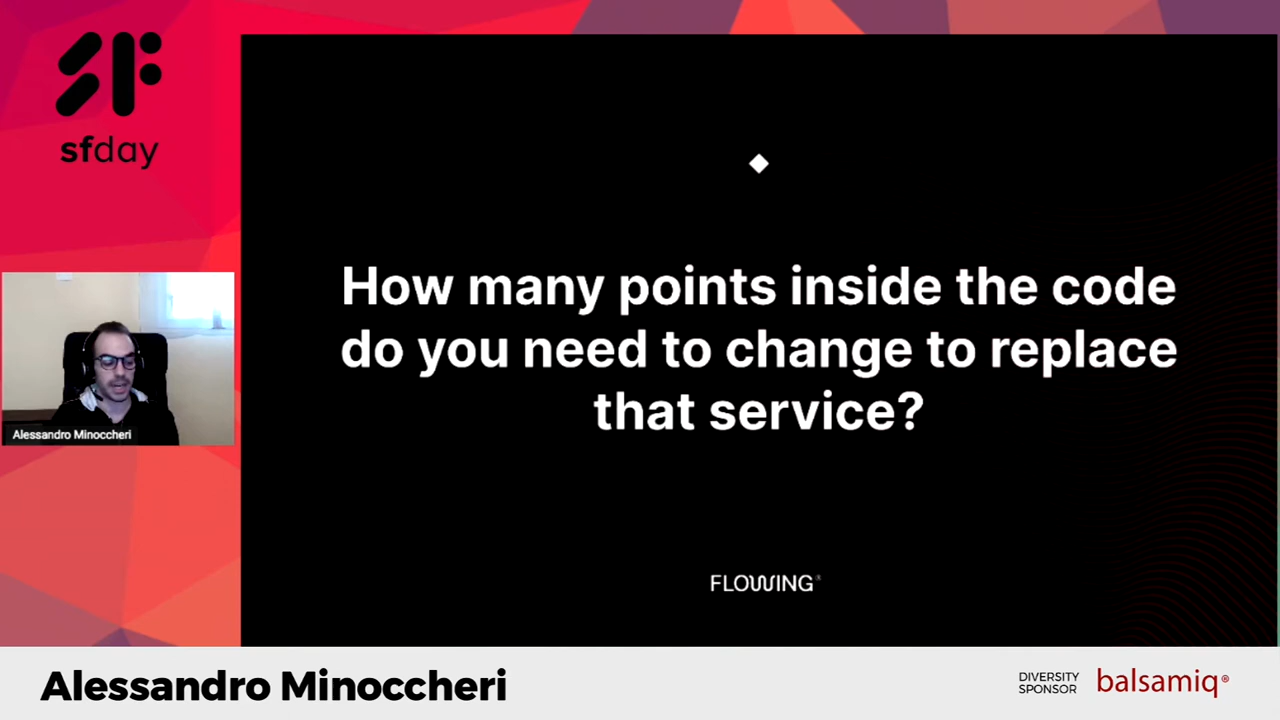 sfday
Alessandro Minoccheri
How many points inside the code
do you need to change to replace
that service?
FLOWING®
Alessandro Minoccheri
DIVERSITY
SPONSOR
balsamiq®